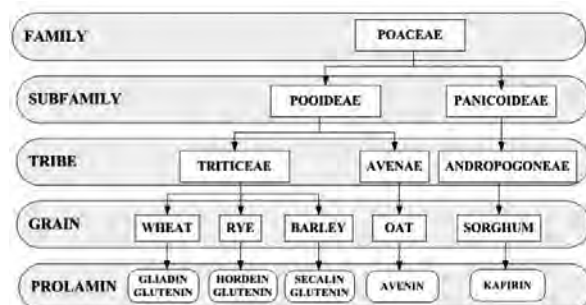 FAMILY
POACEAE
SUBFAMILY
POOIDEAE
PANICOIDEAE
TRIBE
TRITICEAE
AVENAE
ANDROPOGONEAE
GRAIN
WHEAT
RYE
BARLEY
OAT
SORGHUM
PROLAMIN
GLIADIN
GLUTENIN
HORDEIN
GLUTENIN
SECALIN
GLUTENIN
AVENIN
KAFIRIN